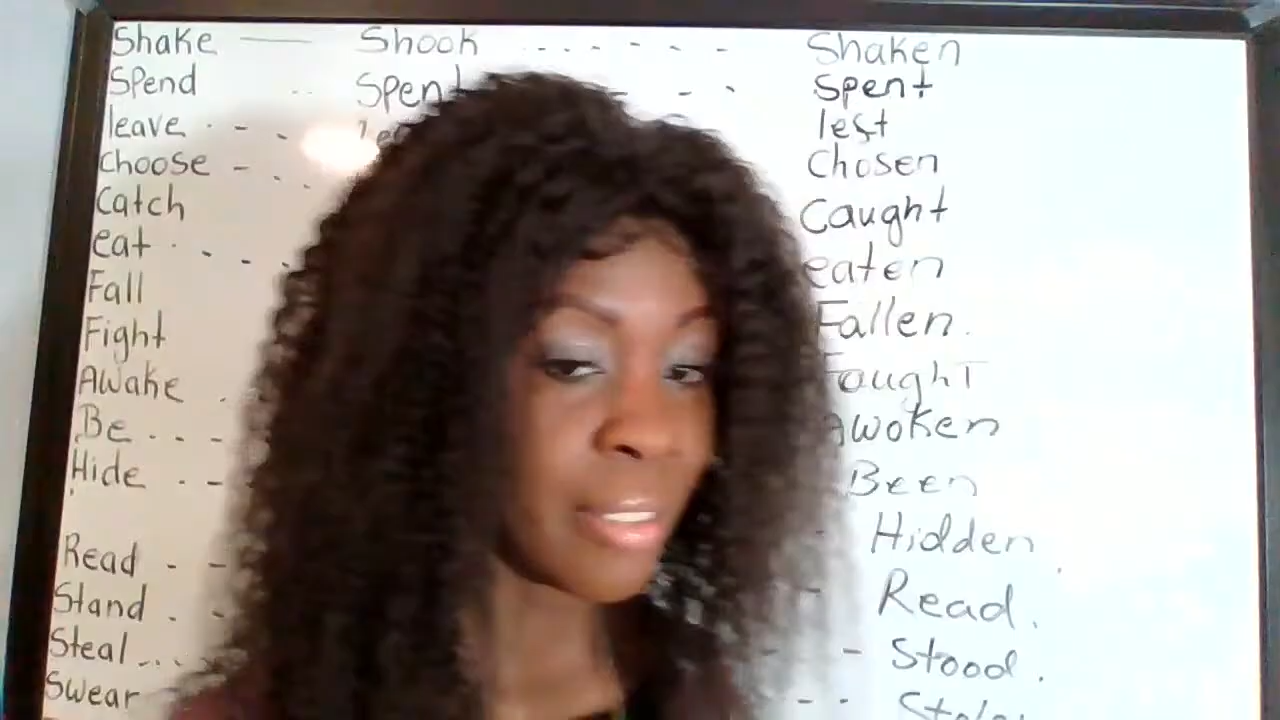 Shake — Shook - - - - - - Shaken
Spend - - Spent - - - Spent
leave - - - left
choose - - - - Chosen
Catch Caught
eat - - - - eaten
Fall Fallen.
Fight FoughT
Awake - - Awoken
Be - - - Been
Hide - - - Hidden
Read - - - Read.
Stand - - - - Stood.
Steal ...
Swear